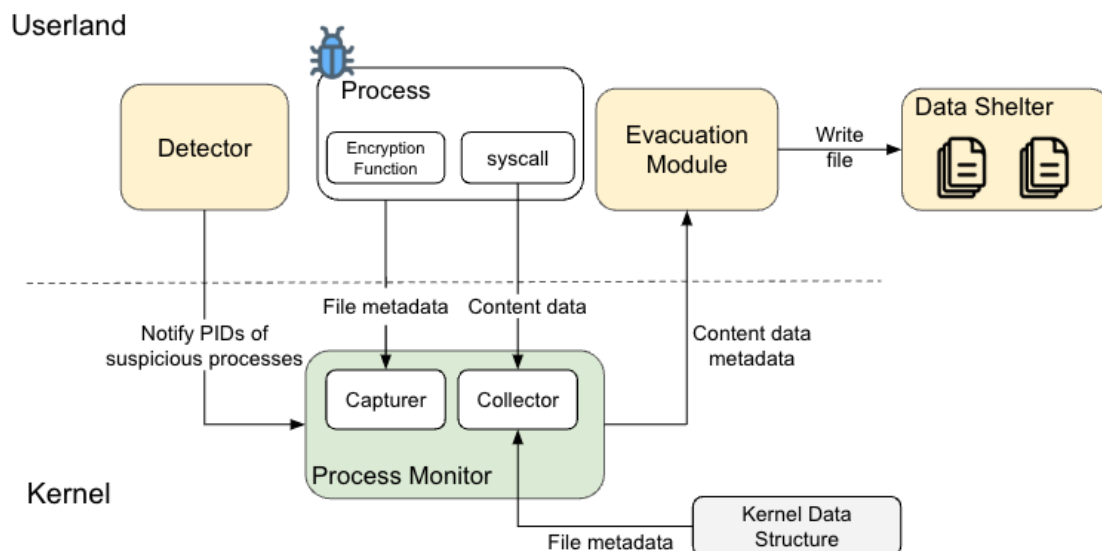 Userland
Detector
Process
Encryption
Function
syscall
Evacuation
Module
Write
file
Data Shelter
File metadata
Content data
Notify PIDs of
suspicious processes
Content data
metadata
Capturer
Collector
Process Monitor
Kernel
File metadata
Kernel Data
Structure